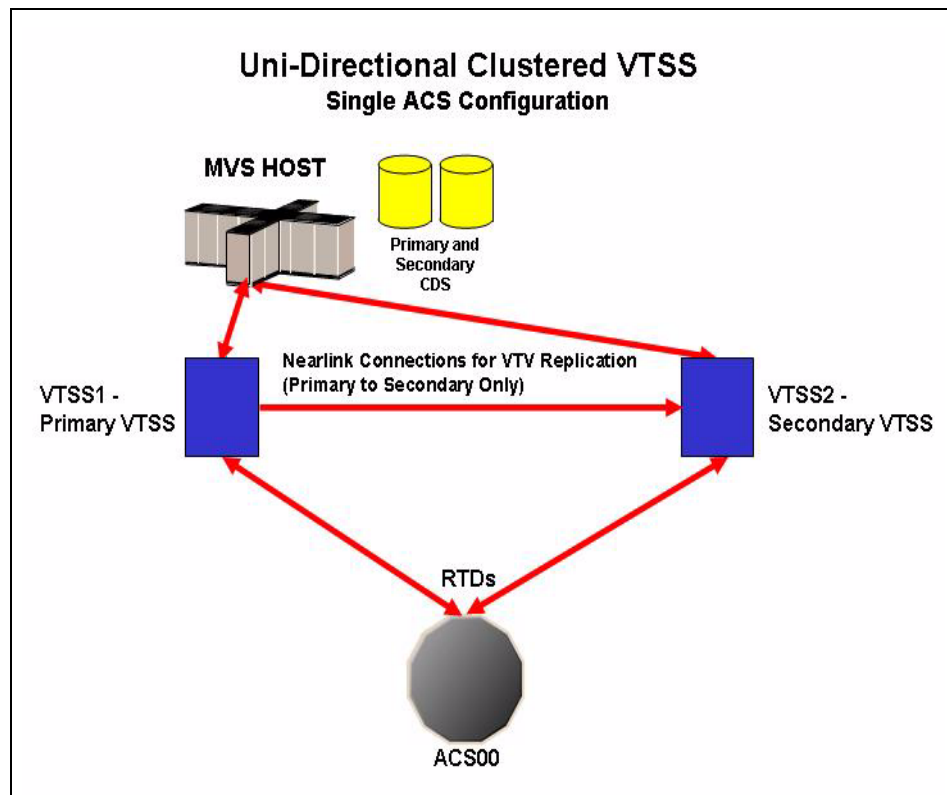 Uni-Directional Clustered VTSS
Single ACS Configuration
MVS HOST
Primary and
Secondary
CDS
Nearlink Connections for VTV Replication
(Primary to Secondary Only)
VTSS1 -
Primary VTSS
VTSS2 -
Secondary VTSS
RTDs
ACS00